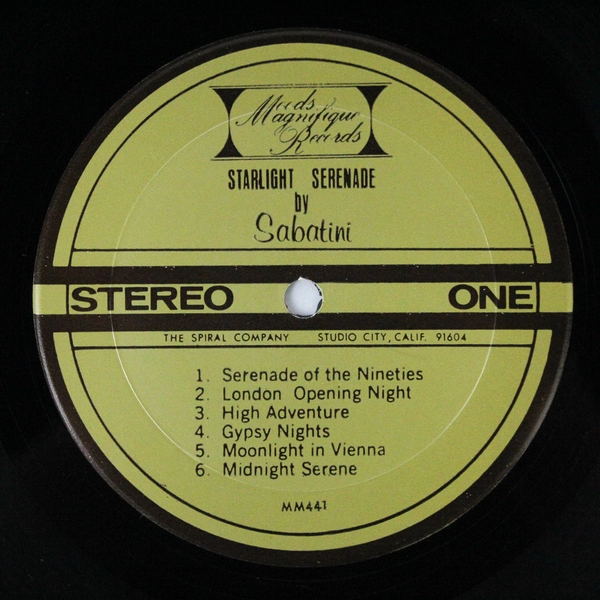 Moods
Magnifique
Records
STARLIGHT SERENADE
by
Sabatini
STEREO ONE
THE SPIRAL COMPANY STUDIO CITY, CALIF. 91604
1. Serenade of the Nineties
2. London Opening Night
3. High Adventure
4. Gypsy Nights
5. Moonlight in Vienna
6. Midnight Serene
MM441